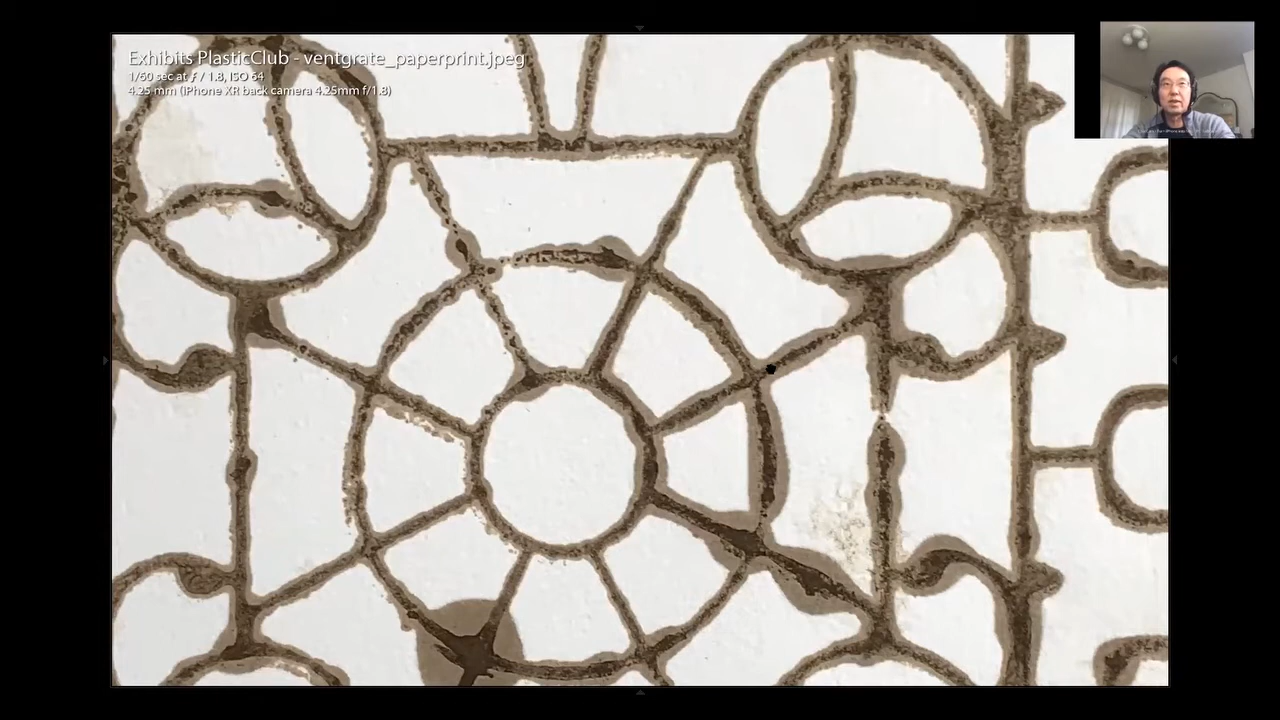 Exhibits PlasticClub - ventgrate_paperprint.jpeg
1/60 sec at ƒ / 1.8, ISO 64
4.25 mm (iPhone XR back camera 4.25mm f/1.8)